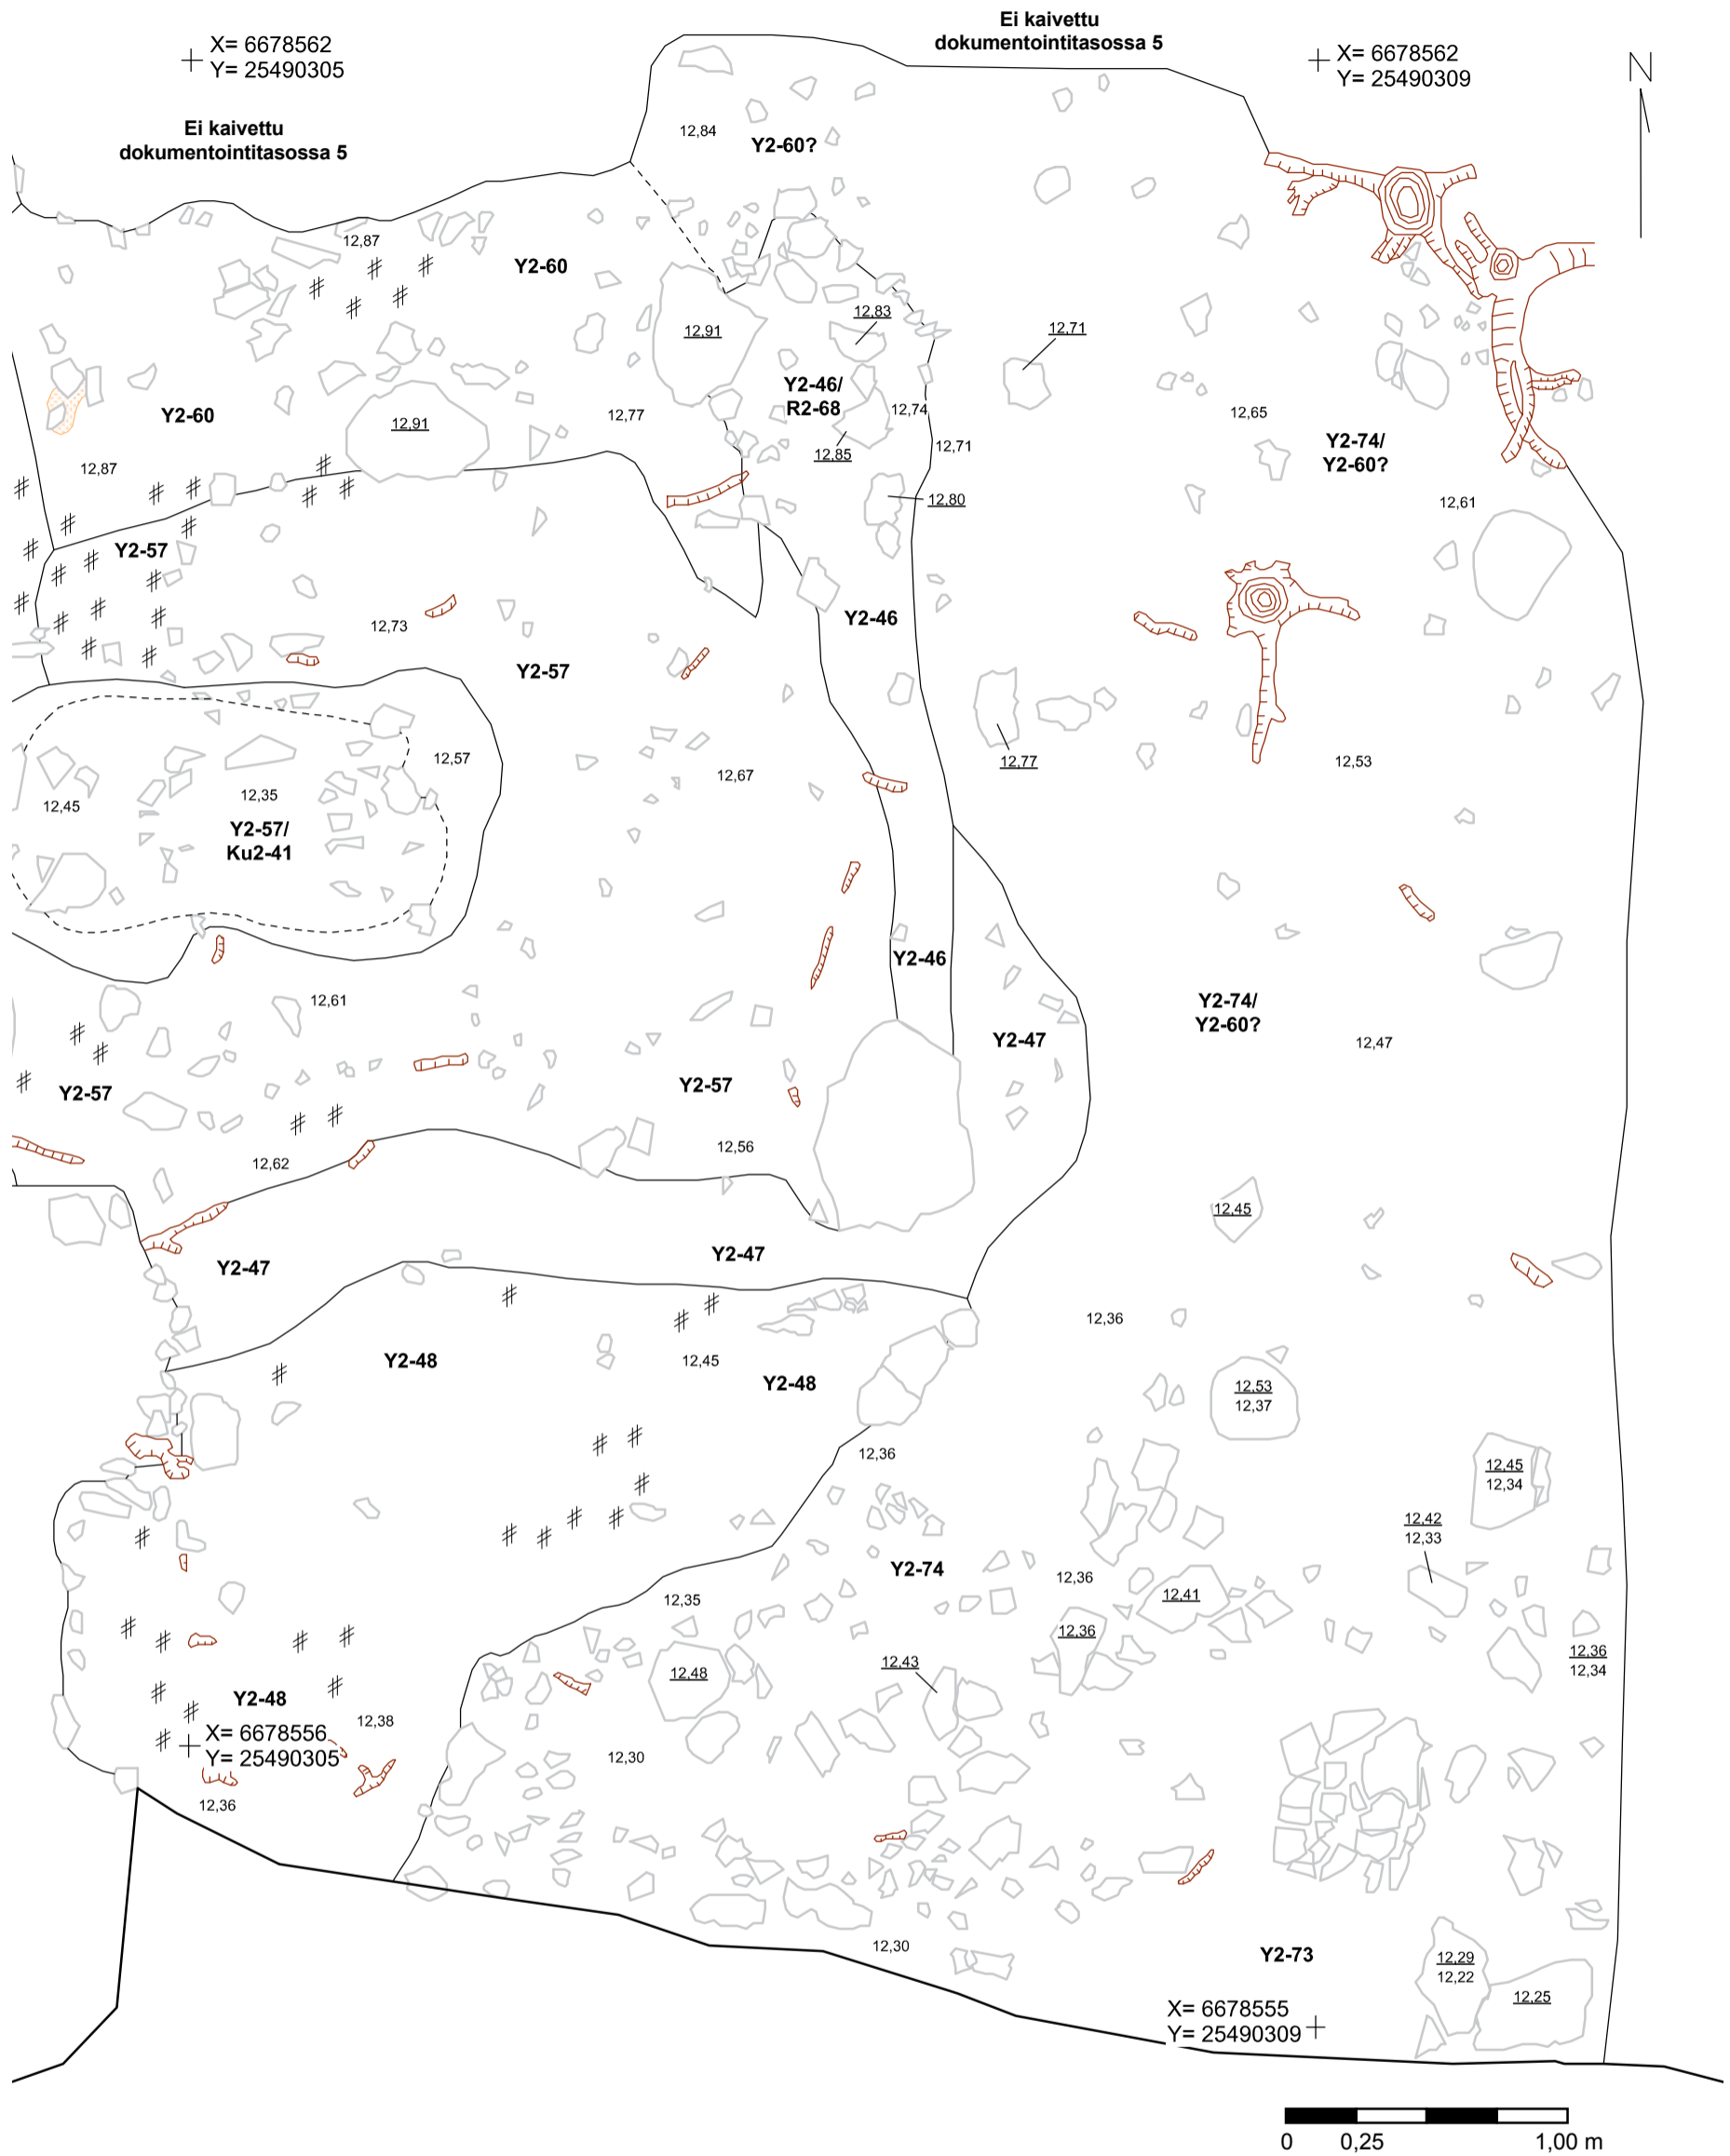 Ei kaivettu
dokumentointitasossa 5
X= 6678562
Y= 25490305
X= 6678562
Y= 25490309
N
Ei kaivettu
dokumentointitasossa 5
12,84
Y2-60?
12,87
Y2-60
12,83
12,91
12,71
Y2-46/
R2-68
12,91
Y2-60
12,77
12,74
12,65
12,85
12,71
Y2-74/
Y2-60?
12,87
12,80
12,61
Y2-57
12,73
Y2-46
Y2-57
12,57
12,67
12,77
12,53
12,45
12,35
Y2-57/
Ku2-41
Y2-46
12,61
Y2-74/
Y2-60?
Y2-47
12,47
Y2-57
Y2-57
12,56
12,62
12,45
Y2-47
Y2-47
12,36
Y2-48
12,45
Y2-48
12,53
12,37
12,36
12,45
12,34
12,42
12,33
Y2-74
12,36
12,35
12,41
12,36
12,36
12,34
12,48
12,43
Y2-48
12,38
X= 6678556
Y= 25490305
12,30
12,36
12,30
Y2-73
12,29
12,22
12,25
X= 6678555
Y= 25490309
0 0,25 1,00 m